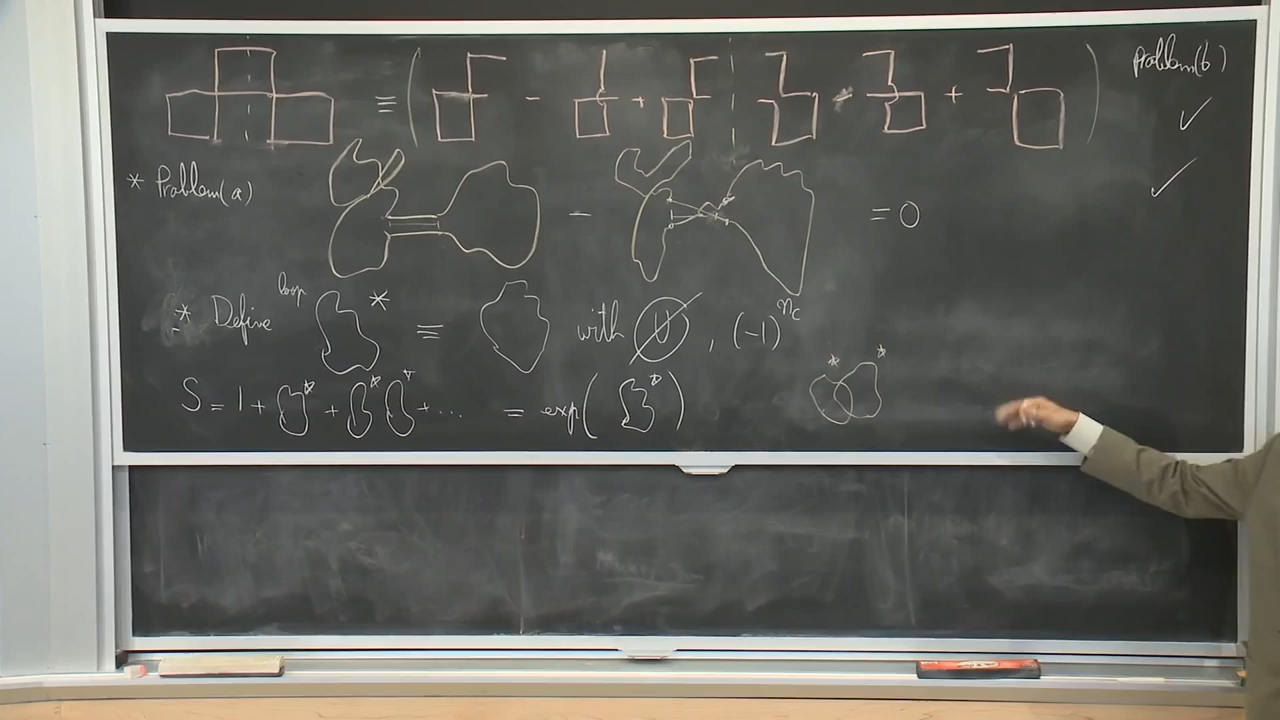 ≡ ( - + - + ) Problem(b)
✓
* Problem(a) - = 0 ✓
* Define loop * ≡ with U , (-1)^{n_c}
S = 1 + * + * * + ... = exp( * )
* *